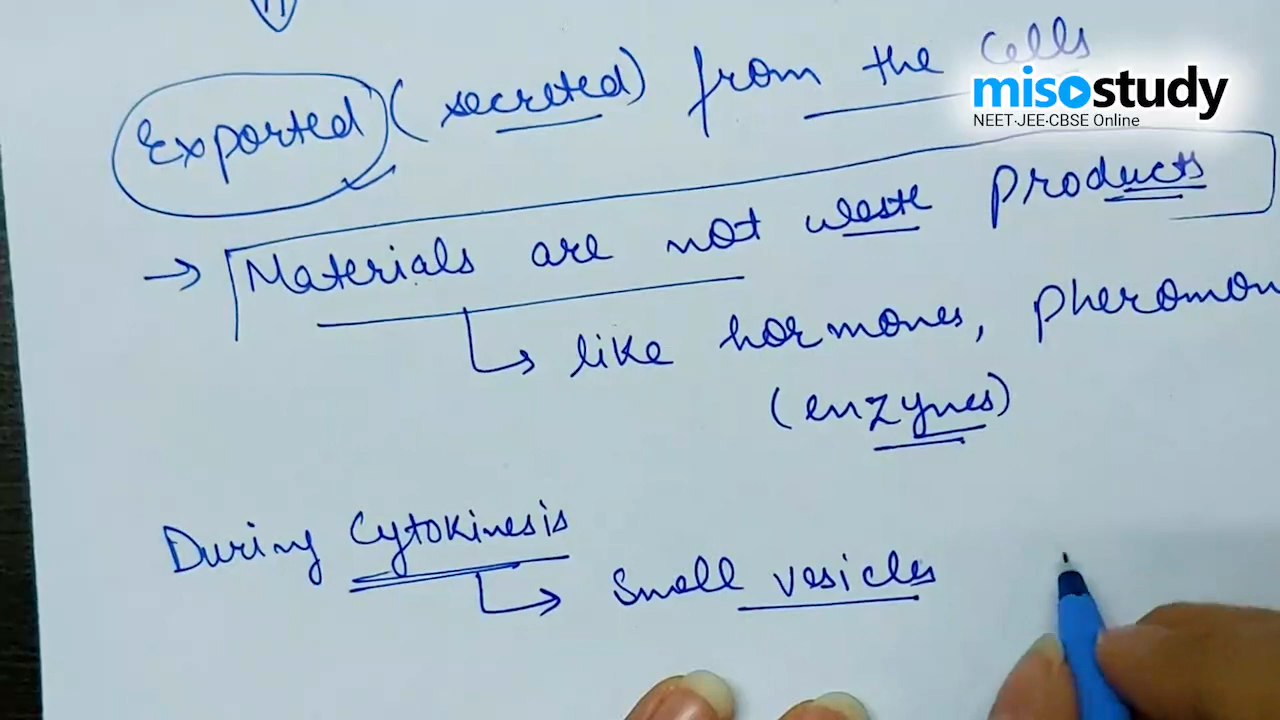 Exported (secreted) from the cells
misostudy
NEET·JEE·CBSE Online
→ Materials are not waste products
↳ like hormones, pheromon
(enzymes)
During Cytokinesis
↳ Small vesicles